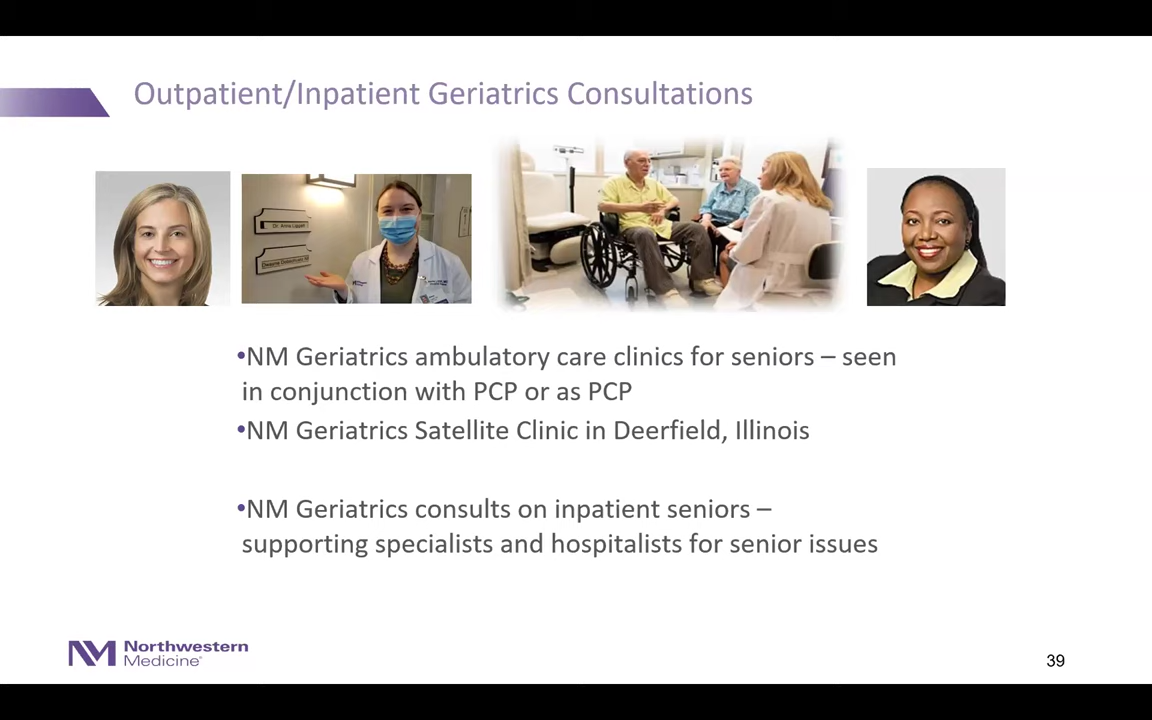 Outpatient/Inpatient Geriatrics Consultations
•NM Geriatrics ambulatory care clinics for seniors – seen
in conjunction with PCP or as PCP
•NM Geriatrics Satellite Clinic in Deerfield, Illinois
•NM Geriatrics consults on inpatient seniors –
supporting specialists and hospitalists for senior issues
NM Northwestern
Medicine®
39